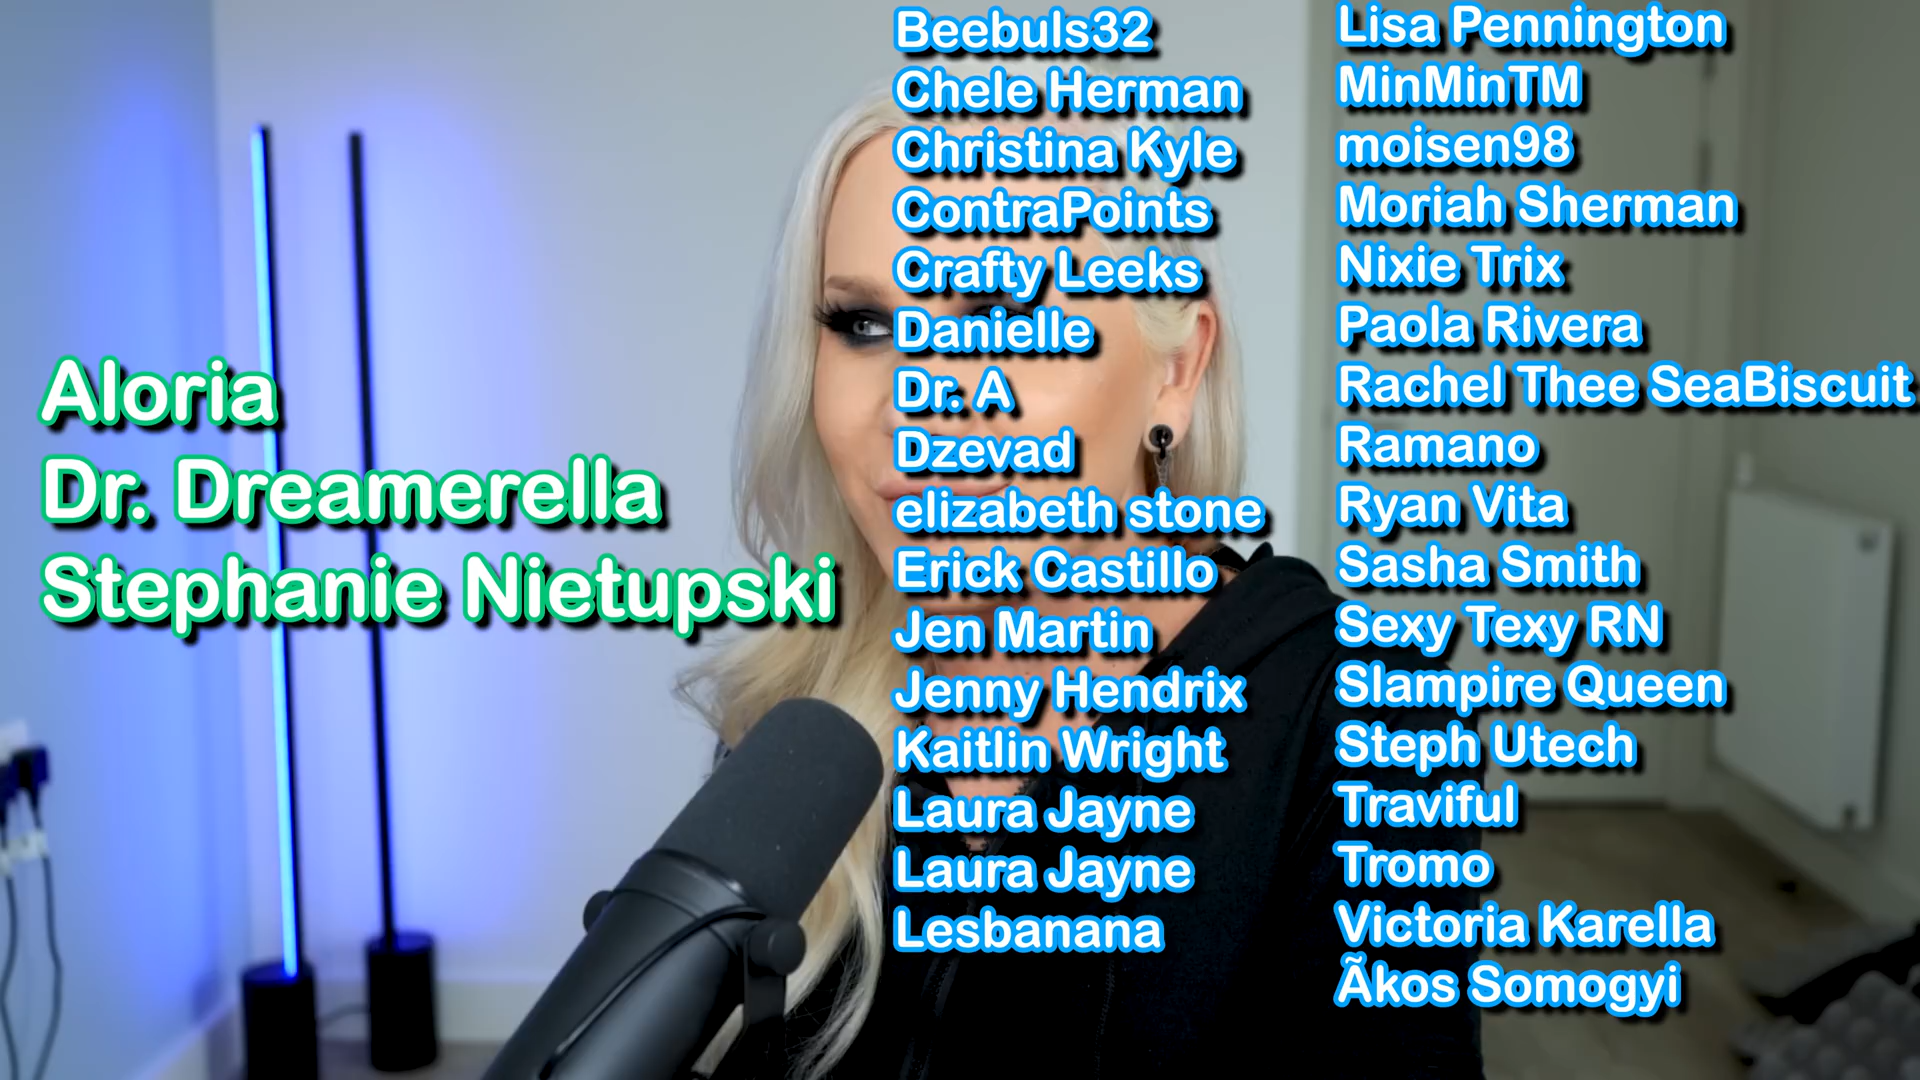 Aloria
Dr. Dreamerella
Stephanie Nietupski
Beebuls32
Chele Herman
Christina Kyle
ContraPoints
Crafty Leeks
Danielle
Dr. A
Dzevad
elizabeth stone
Erick Castillo
Jen Martin
Jenny Hendrix
Kaitlin Wright
Laura Jayne
Laura Jayne
Lesbanana
Lisa Pennington
MinMinTM
moisen98
Moriah Sherman
Nixie Trix
Paola Rivera
Rachel Thee SeaBiscuit
Ramano
Ryan Vita
Sasha Smith
Sexy Texy RN
Slampire Queen
Steph Utech
Traviful
Tromo
Victoria Karella
Ãkos Somogyi